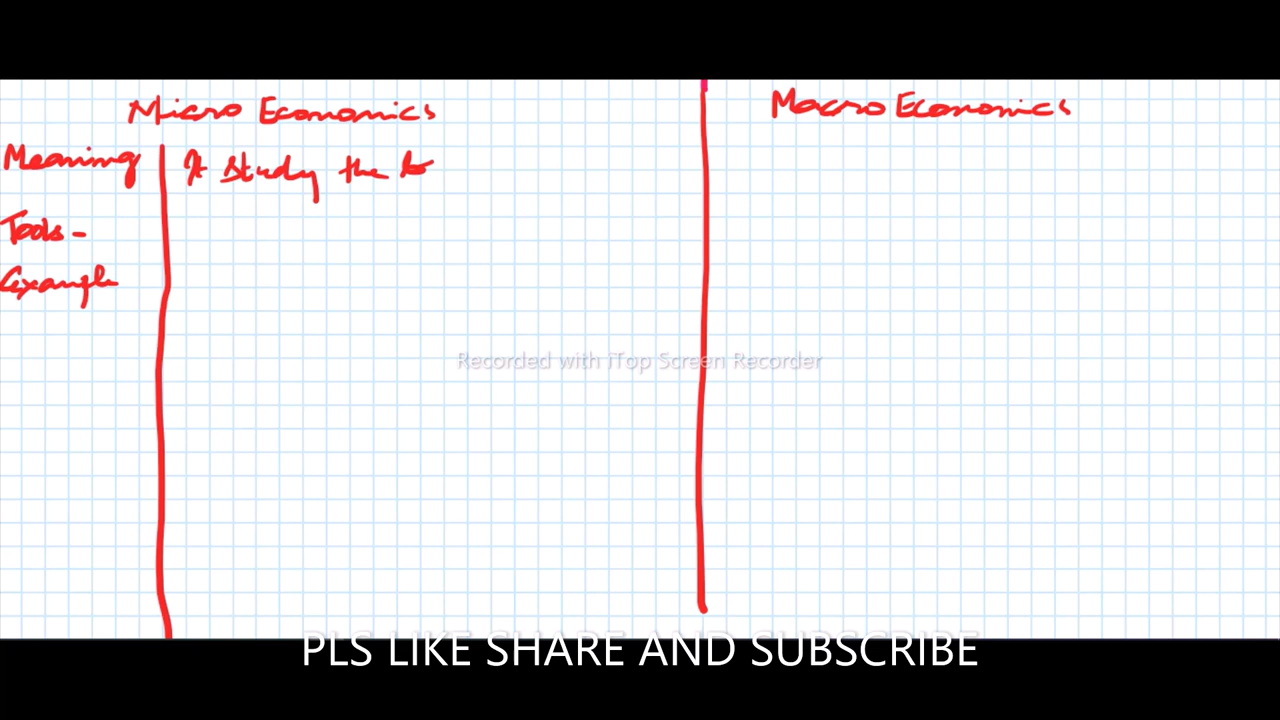 Micro Economics
Macro Economics
Meaning
It study the
Tools -
Example
Recorded with iTop Screen Recorder
PLS LIKE SHARE AND SUBSCRIBE